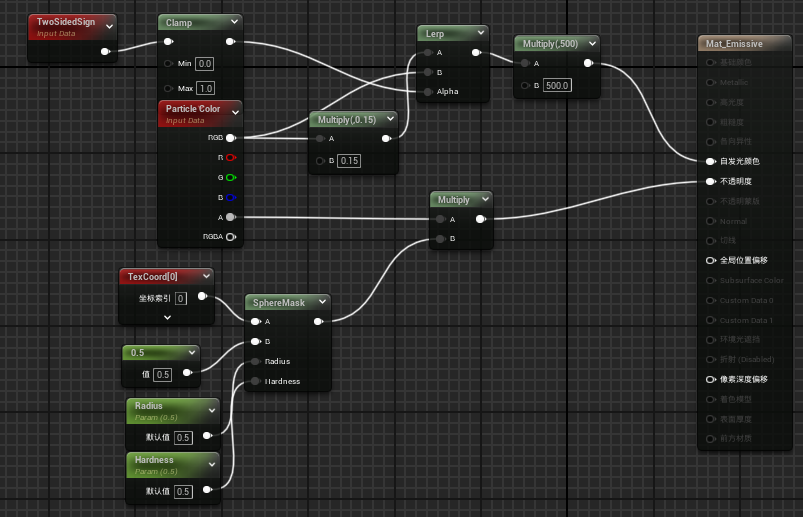 TwoSidedSign
Input Data
Clamp
Min 0.0
Max 1.0
Particle Color
Input Data
RGB
R
G
B
A
RGBA
Multiply(,0.15)
A
B 0.15
Lerp
A
B
Alpha
Multiply(,500)
A
B 500.0
Multiply
A
B
TexCoord[0]
坐标索引 0
0.5
值 0.5
Radius
Param (0.5)
默认值 0.5
Hardness
Param (0.5)
默认值 0.5
SphereMask
A
B
Radius
Hardness
Mat_Emissive
基础颜色
Metallic
高光度
粗糙度
各向异性
自发光颜色
不透明度
不透明蒙版
Normal
切线
全局位置偏移
Subsurface Color
Custom Data 0
Custom Data 1
环境光遮挡
折射 (Disabled)
像素深度偏移
着色模型
表面厚度
前方材质